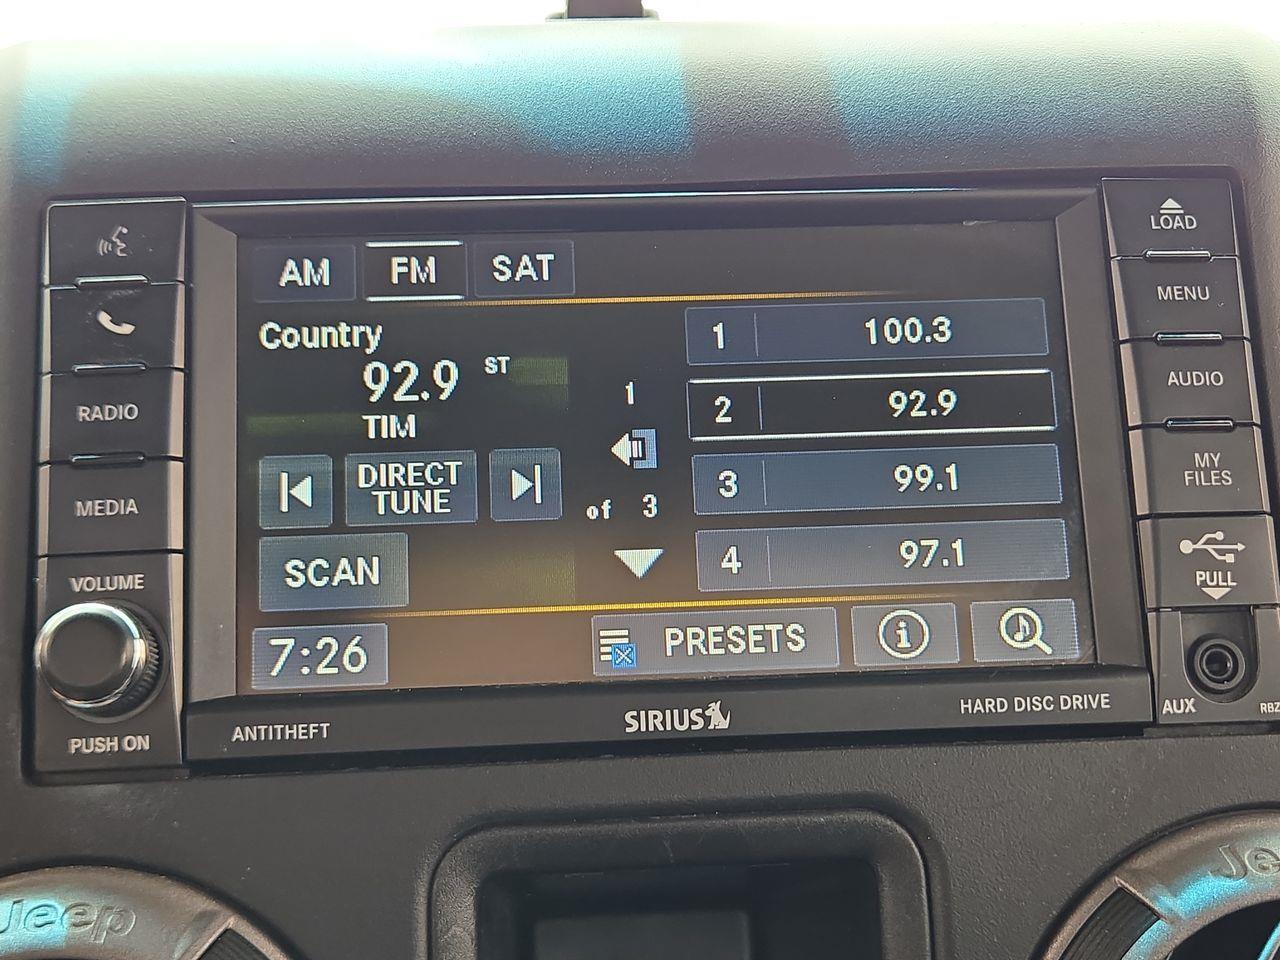 AM FM SAT
Country
92.9 ST
TIM
DIRECT
TUNE
SCAN
7:26
1
of 3
1 100.3
2 92.9
3 99.1
4 97.1
PRESETS
i
RADIO
MEDIA
VOLUME
PUSH ON
ANTITHEFT
SIRIUS
HARD DISC DRIVE
LOAD
MENU
AUDIO
MY
FILES
PULL
AUX
RBZ
Jeep
Je